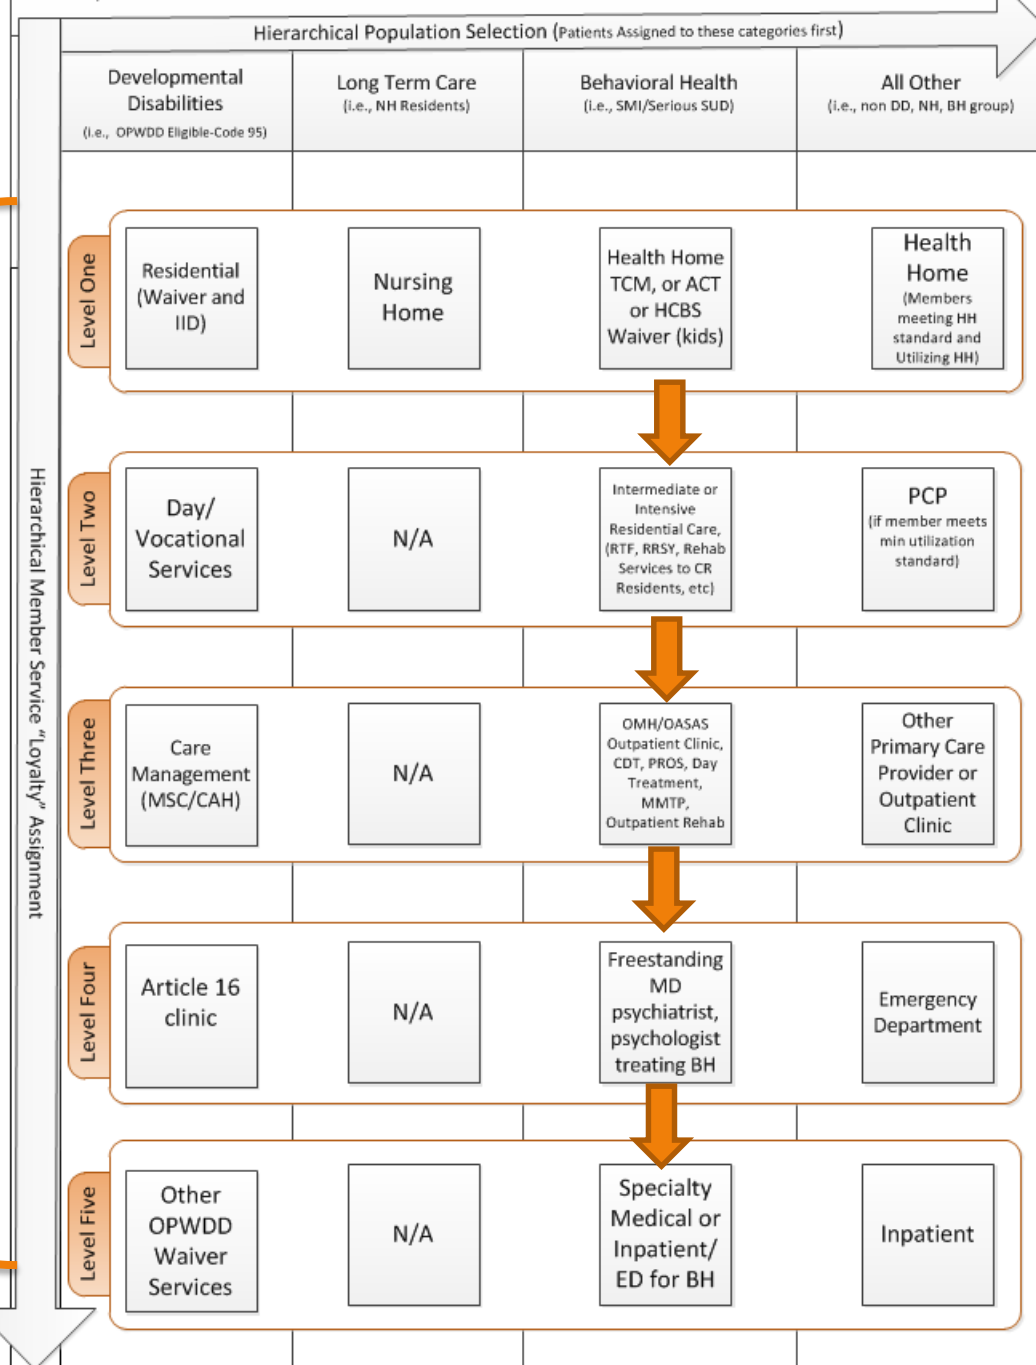 Hierarchical Population Selection (Patients Assigned to these categories first)
Developmental
Disabilities
(i.e., OPWDD Eligible-Code 95)
Long Term Care
(i.e., NH Residents)
Behavioral Health
(i.e., SMI/Serious SUD)
All Other
(i.e., non DD, NH, BH group)
Hierarchical Member Service "Loyalty" Assignment
Level One
Residential
(Waiver and
IID)
Nursing
Home
Health Home
TCM, or ACT
or HCBS
Waiver (kids)
Health
Home
(Members
meeting HH
standard and
Utilizing HH)
Level Two
Day/
Vocational
Services
N/A
Intermediate or
Intensive
Residential Care,
(RTF, RRSY, Rehab
Services to CR
Residents, etc)
PCP
(if member meets
min utilization
standard)
Level Three
Care
Management
(MSC/CAH)
N/A
OMH/OASAS
Outpatient Clinic,
CDT, PROS, Day
Treatment,
MMTP,
Outpatient Rehab
Other
Primary Care
Provider or
Outpatient
Clinic
Level Four
Article 16
clinic
N/A
Freestanding
MD
psychiatrist,
psychologist
treating BH
Emergency
Department
Level Five
Other
OPWDD
Waiver
Services
N/A
Specialty
Medical or
Inpatient/
ED for BH
Inpatient